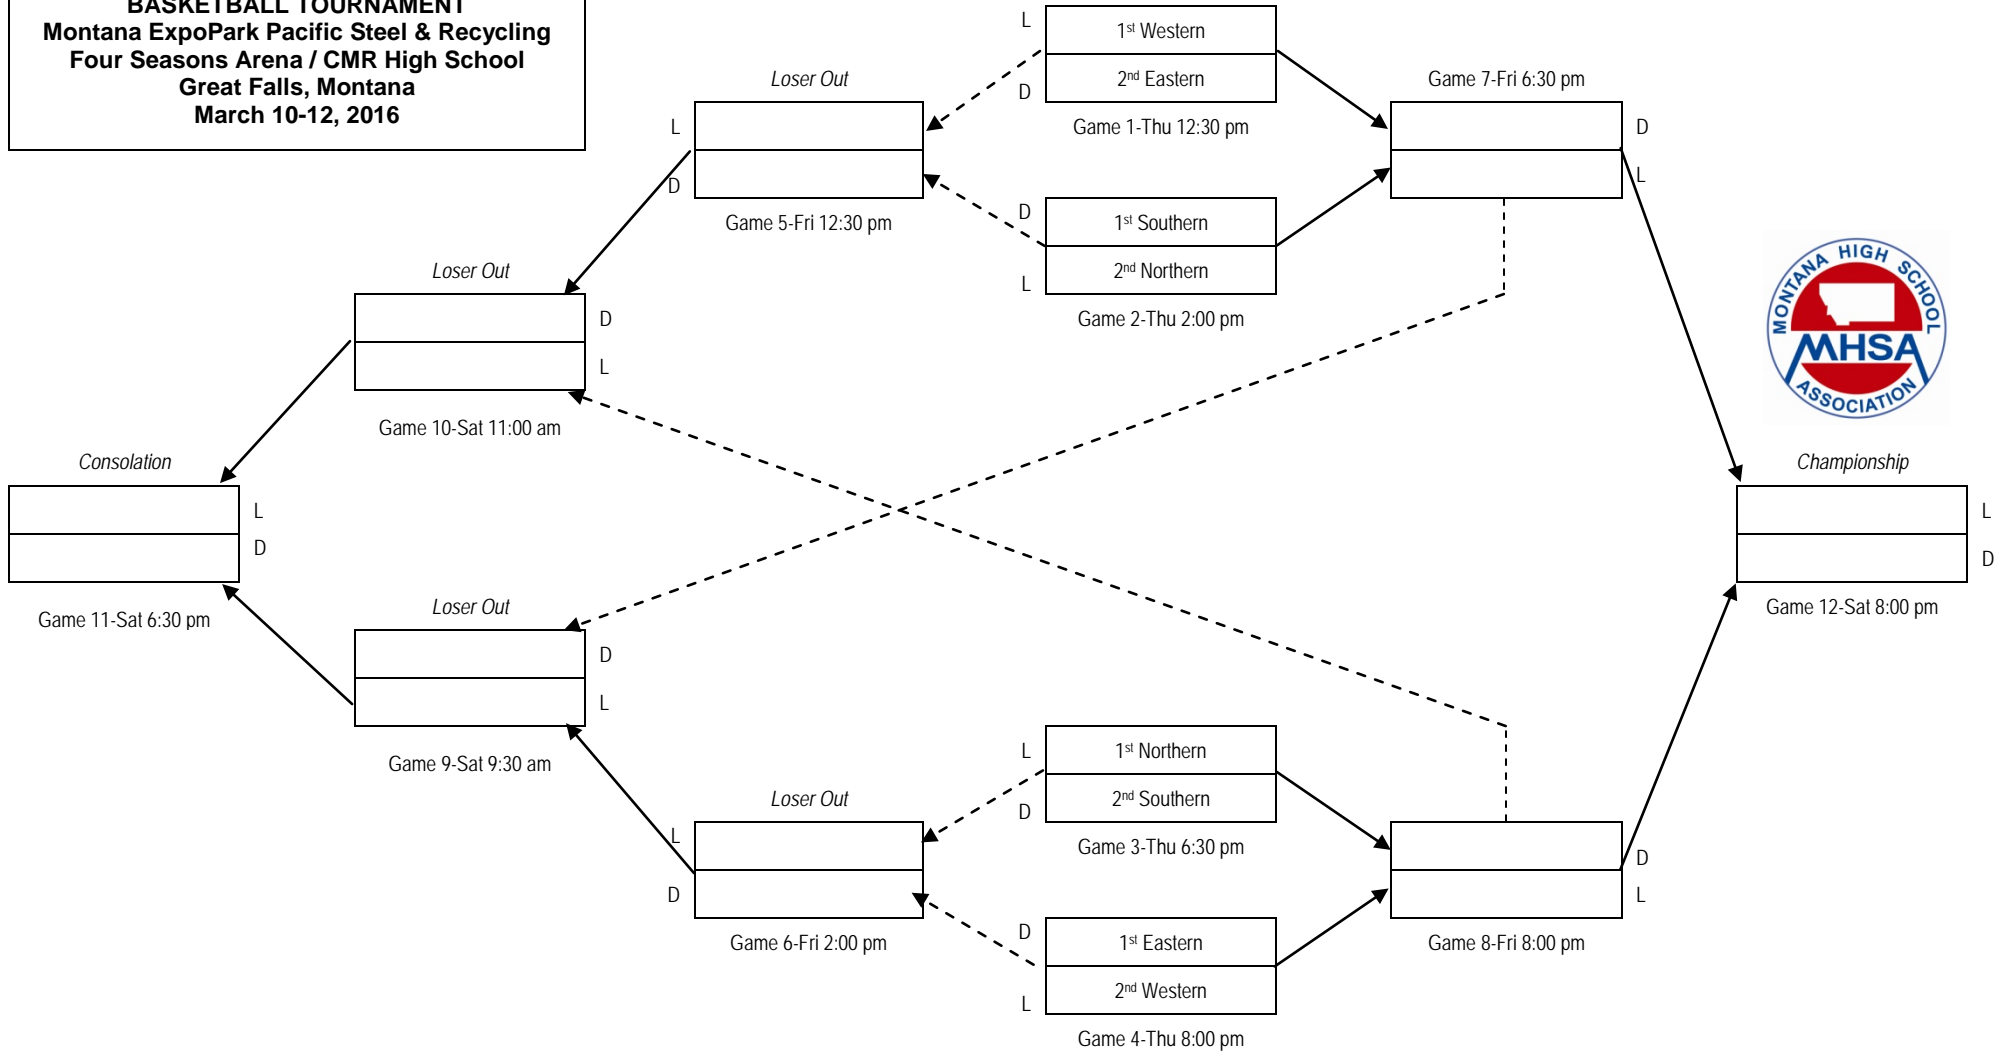 BASKETBALL TOURNAMENT
Montana ExpoPark Pacific Steel & Recycling
Four Seasons Arena / CMR High School
Great Falls, Montana
March 10-12, 2016
L
1st Western
D
2nd Eastern
Game 1-Thu 12:30 pm
Game 7-Fri 6:30 pm
D
L
Loser Out
L
D
Game 5-Fri 12:30 pm
D
1st Southern
L
2nd Northern
Game 2-Thu 2:00 pm
Loser Out
D
L
Game 10-Sat 11:00 am
MONTANA HIGH SCHOOL
MHSA
ASSOCIATION
Consolation
L
D
Game 11-Sat 6:30 pm
Championship
L
D
Game 12-Sat 8:00 pm
Loser Out
D
L
Game 9-Sat 9:30 am
L
1st Northern
D
2nd Southern
Game 3-Thu 6:30 pm
Loser Out
L
D
Game 6-Fri 2:00 pm
D
L
Game 8-Fri 8:00 pm
D
1st Eastern
L
2nd Western
Game 4-Thu 8:00 pm